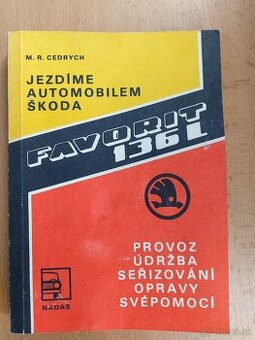 M. R. CEDRYCH
JEZDÍME
AUTOMOBILEM
ŠKODA
FAVORIT
136 L
PROVOZ
ÚDRŽBA
SEŘIZOVÁNÍ
OPRAVY
SVÉPOMOCÍ
NADAS